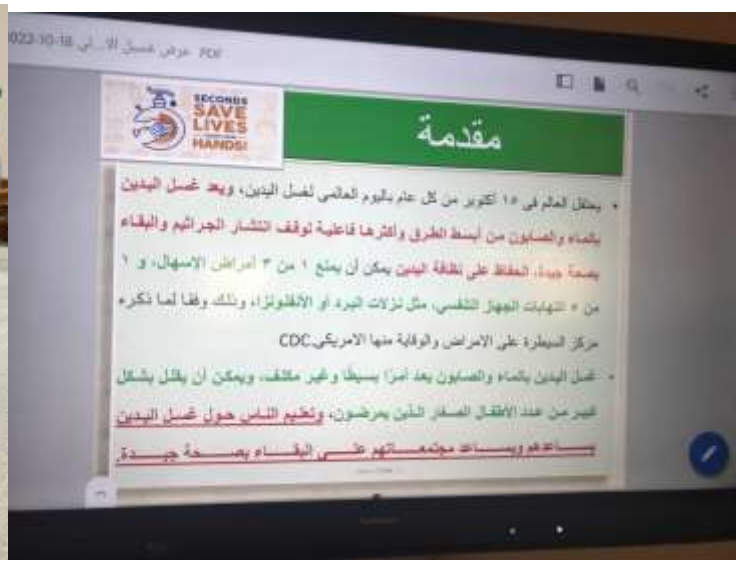 PDF عرض غسيل الا...لي 18-10-2022
SECONDS
SAVE
LIVES
HANDS!
مقدمة
• يحتفل العالم في ١٥ أكتوبر من كل عام باليوم العالمي لغسل اليدين، ويعد غسل اليدين
بالماء والصابون من أبسط الطرق وأكثرها فاعلية لوقف انتشار الجراثيم والبقاء
بصحة جيدة، الحفاظ على نظافة اليدين يمكن أن يمنع ١ من ٣ أمراض الاسهال، و ١
من ٥ التهابات الجهاز التنفسي، مثل نزلات البرد أو الأنفلونزا، وذلك وفقا لما ذكره
مركز السيطرة على الامراض والوقاية منها الامريكي CDC.
• غسل اليدين بالماء والصابون يعد أمرًا بسيطًا وغير مكلف، ويمكن أن يقلل بشكل
كبير من عدد الأطفال الصغار الذين يمرضون، وتعليم الناس حول غسل اليدين
يساعدهم ويساعد مجتمعاتهم على البقاء بصحة جيدة.